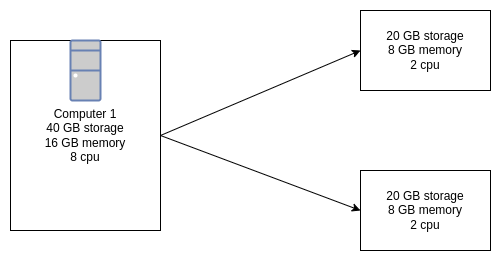 Computer 1
40 GB storage
16 GB memory
8 cpu
20 GB storage
8 GB memory
2 cpu
20 GB storage
8 GB memory
2 cpu